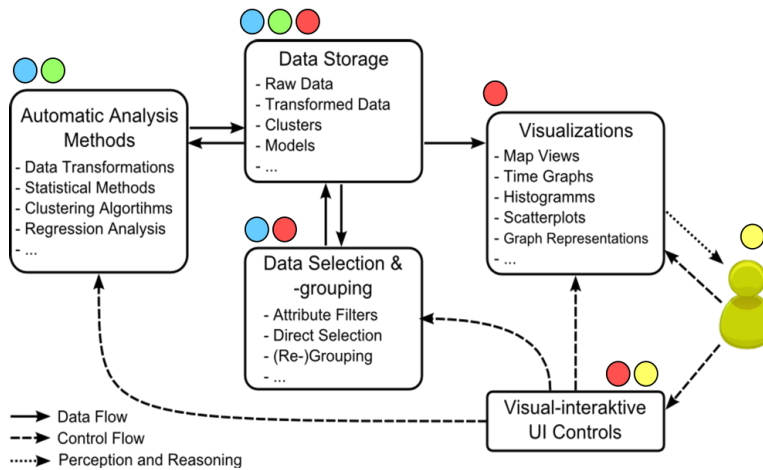 Data Storage
- Raw Data
- Transformed Data
- Clusters
- Models
- ...
Automatic Analysis
Methods
- Data Transformations
- Statistical Methods
- Clustering Algortihms
- Regression Analysis
- ...
Visualizations
- Map Views
- Time Graphs
- Histogramms
- Scatterplots
- Graph Representations
- ...
Data Selection &
-grouping
- Attribute Filters
- Direct Selection
- (Re-)Grouping
- ...
Visual-interaktive
UI Controls
Data Flow
Control Flow
Perception and Reasoning